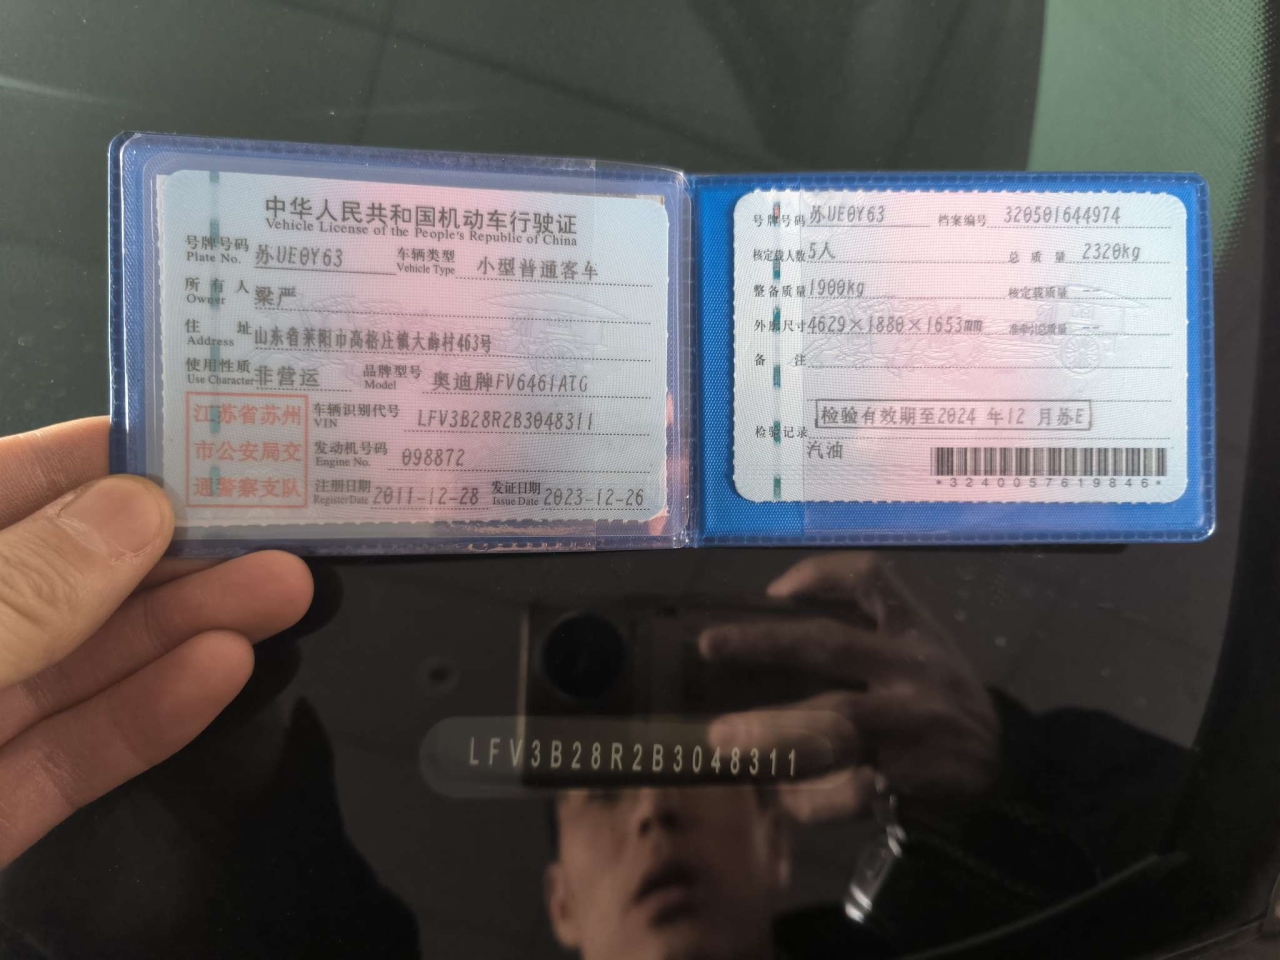 中华人民共和国机动车行驶证
Vehicle License of the People's Republic of China
号牌号码 苏UE0Y63 车辆类型 小型普通客车
Plate No. Vehicle Type
所有人 梁严
Owner
住址 山东省莱阳市高格庄镇大薛村463号
Address
使用性质 非营运 品牌型号 奥迪牌FV6461ATG
Use Character Model
江苏省苏州
市公安局交
通警察支队
车辆识别代号 LFV3B28R2B3048311
VIN
发动机号码 098872
Engine No.
注册日期 2011-12-28 发证日期 2023-12-26
Register Date Issue Date
号牌号码 苏UE0Y63 档案编号 320501644974
核定载人数 5人 总质量 2320kg
整备质量 1900kg 核定载质量 --
外廓尺寸 4629×1880×1653mm 准牵引总质量 --
备注
检验有效期至2024年12月苏E
检验记录
汽油
*3240057619846*
LFV3B28R2B3048311